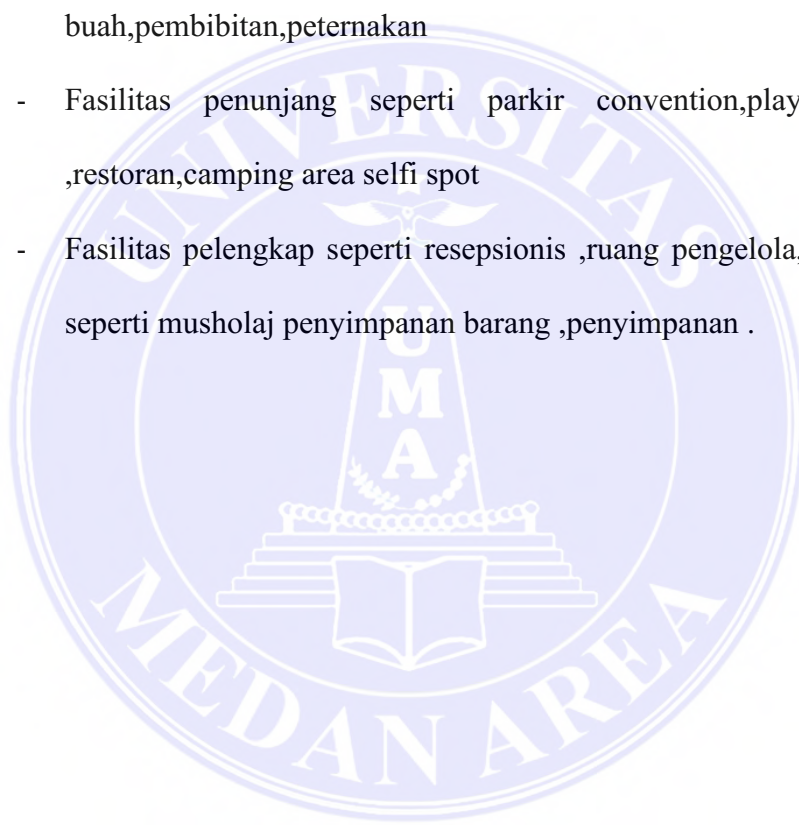 buah,pembibitan,peternakan
- Fasilitas penunjang seperti parkir convention,play
,restoran,camping area selfi spot
- Fasilitas pelengkap seperti resepsionis ,ruang pengelola,
seperti musholaj penyimpanan barang ,penyimpanan .
UNIVERSITAS
UMA
MEDAN AREA